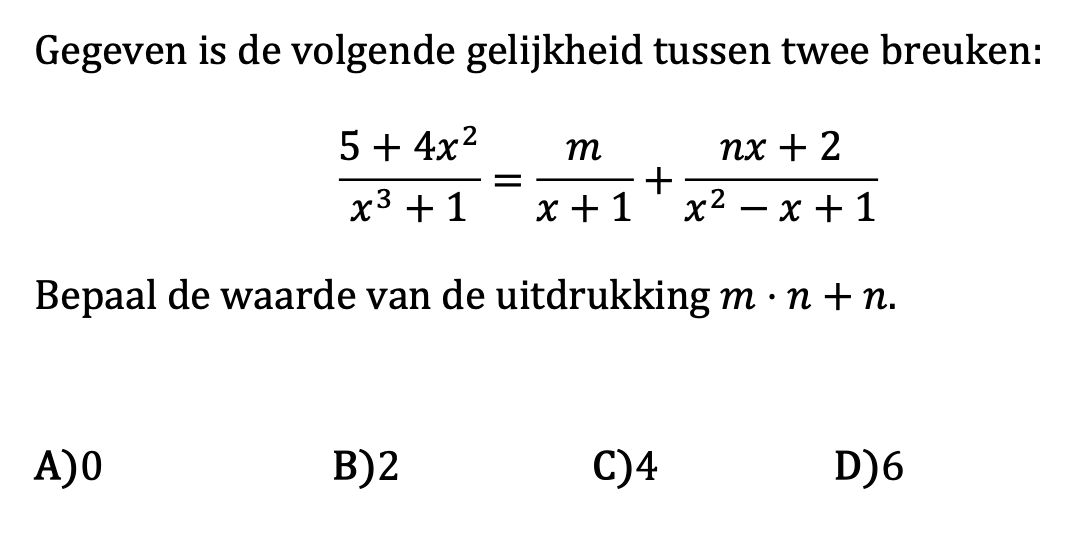 Gegeven is de volgende gelijkheid tussen twee breuken:
$\frac{5 + 4x^2}{x^3 + 1} = \frac{m}{x + 1} + \frac{nx + 2}{x^2 - x + 1}$
Bepaal de waarde van de uitdrukking $m \cdot n + n$.
A)0 B)2 C)4 D)6